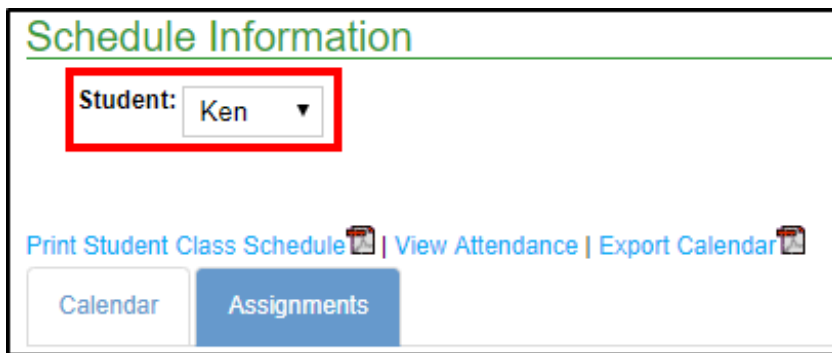 Schedule Information
Student: Ken
Print Student Class Schedule | View Attendance | Export Calendar
Calendar Assignments